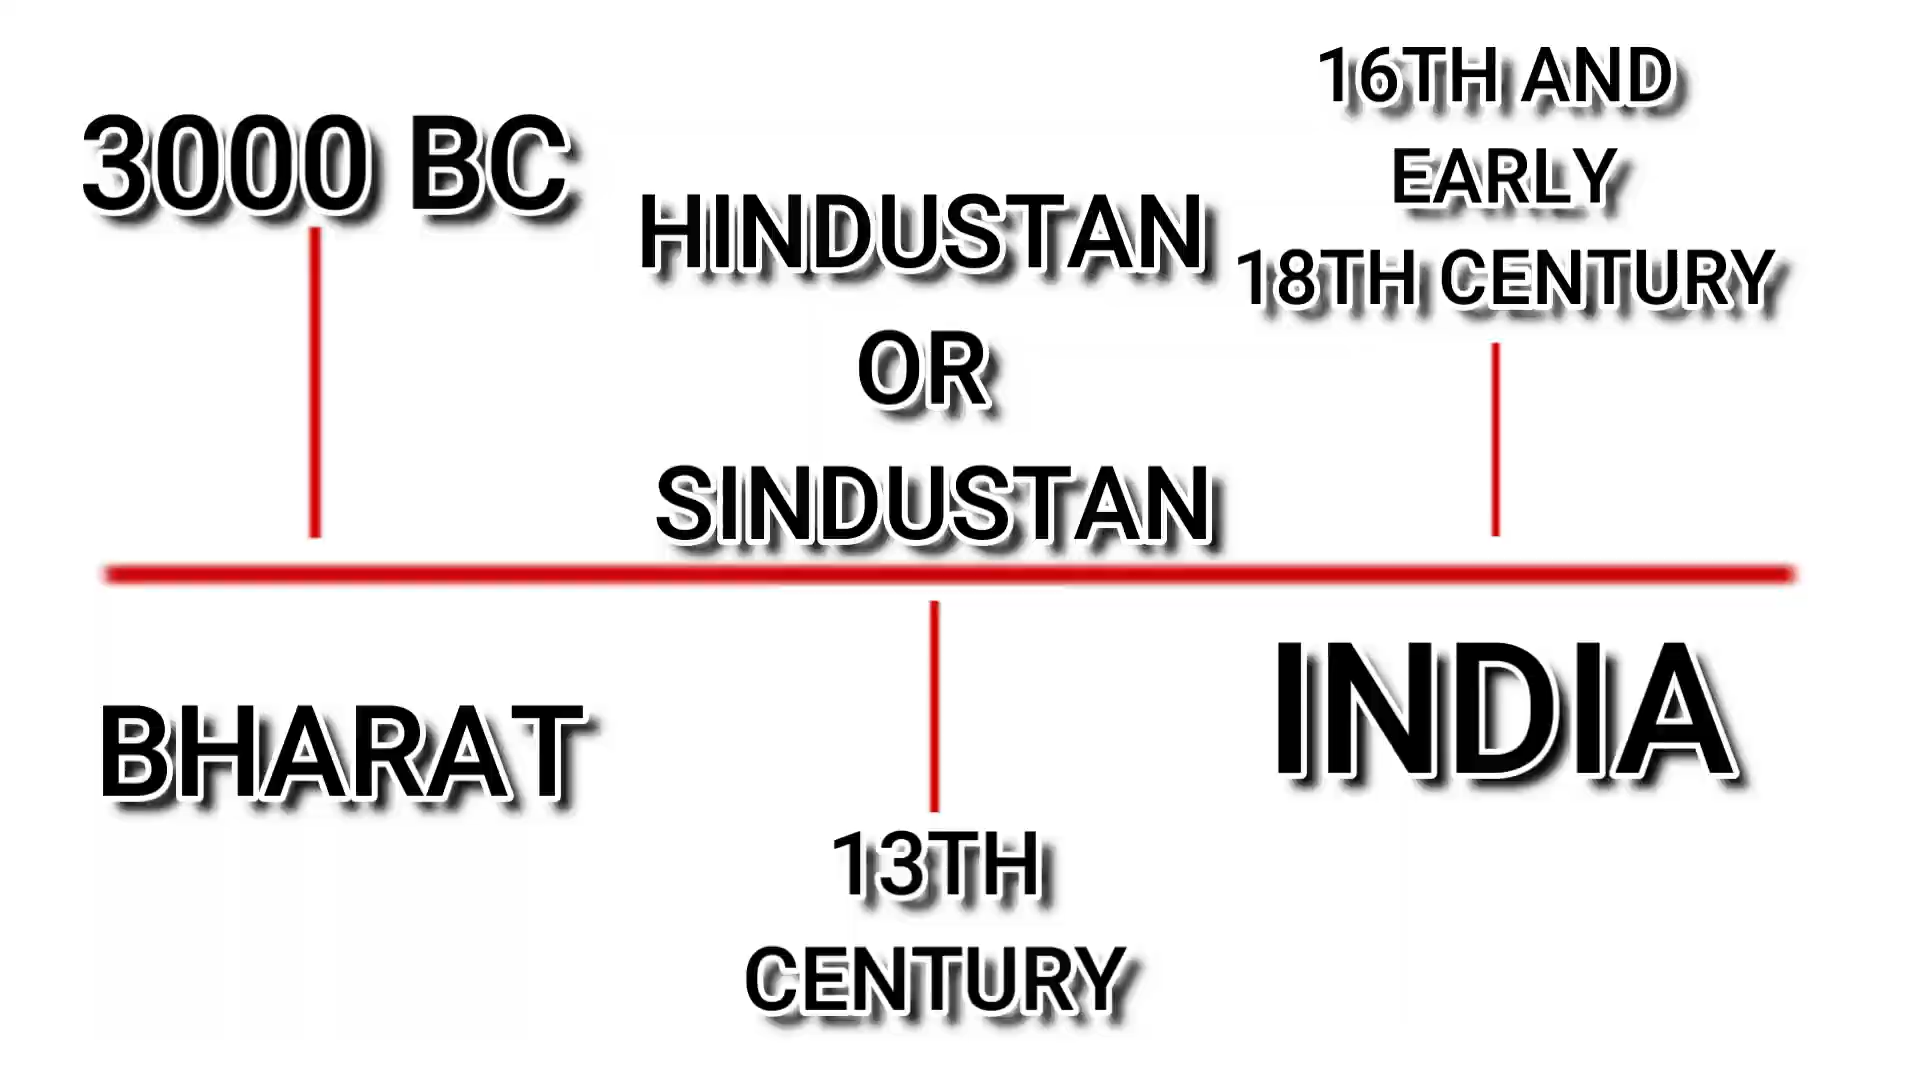 3000 BC
BHARAT
HINDUSTAN
OR
SINDUSTAN
13TH
CENTURY
16TH AND
EARLY
18TH CENTURY
INDIA